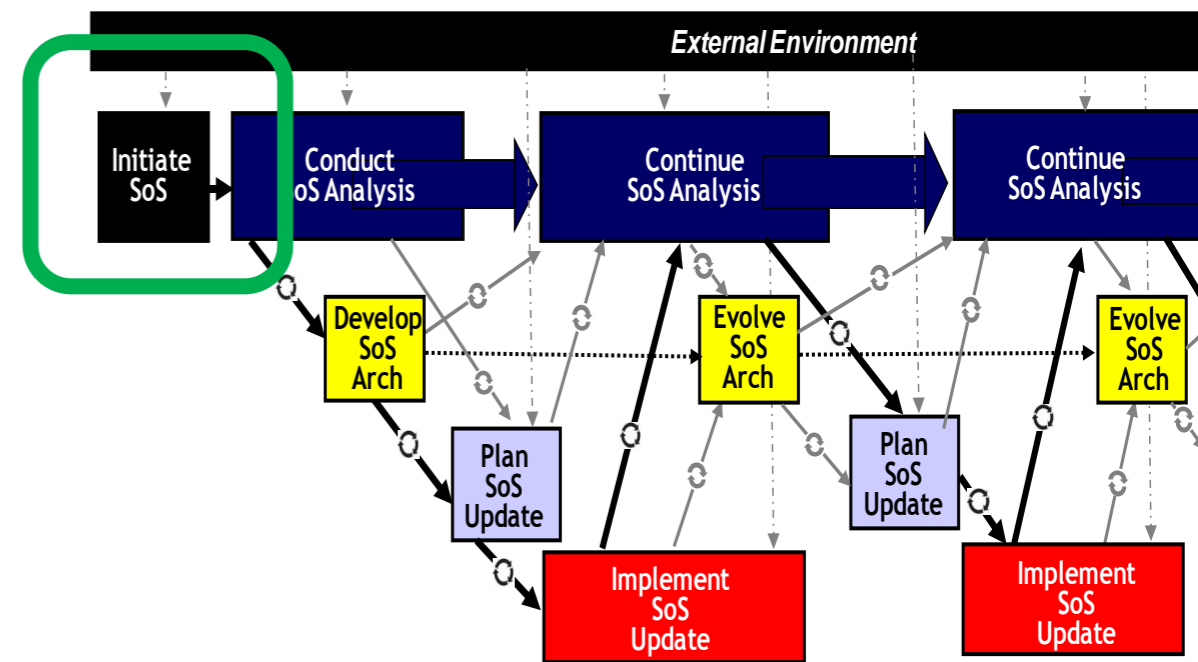 External Environment
Initiate
SoS
Conduct
SoS Analysis
Continue
SoS Analysis
Continue
SoS Analysis
Develop
SoS
Arch
Evolve
SoS
Arch
Evolve
SoS
Arch
Plan
SoS
Update
Plan
SoS
Update
Implement
SoS
Update
Implement
SoS
Update